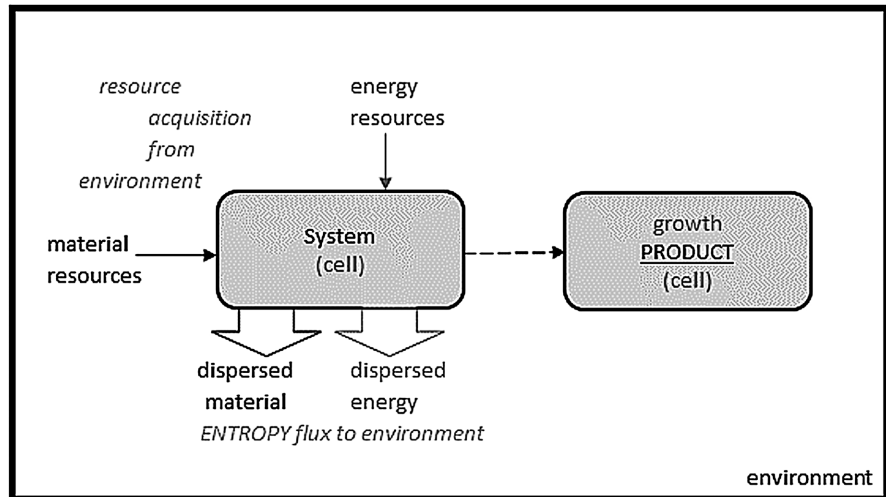 resource
acquisition
from
environment
energy
resources
material
resources
System
(cell)
growth
PRODUCT
(cell)
dispersed
material
dispersed
energy
ENTROPY flux to environment
environment